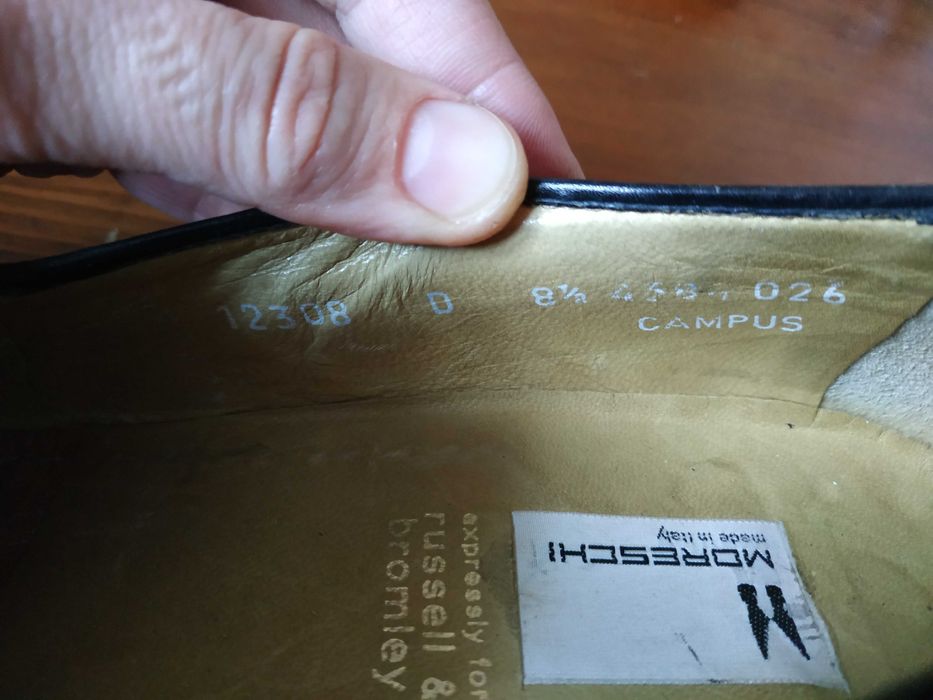 12308 D 8½ 026
CAMPUS
expressly for
russell &
bromley
MORESCHI
made in Italy